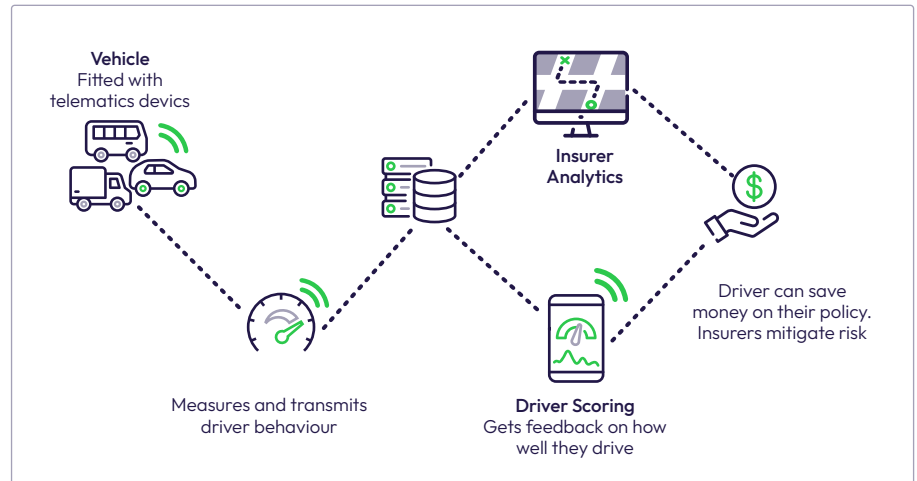 Vehicle
Fitted with
telematics devics
Measures and transmits
driver behaviour
Insurer
Analytics
Driver Scoring
Gets feedback on how
well they drive
$
Driver can save
money on their policy.
Insurers mitigate risk